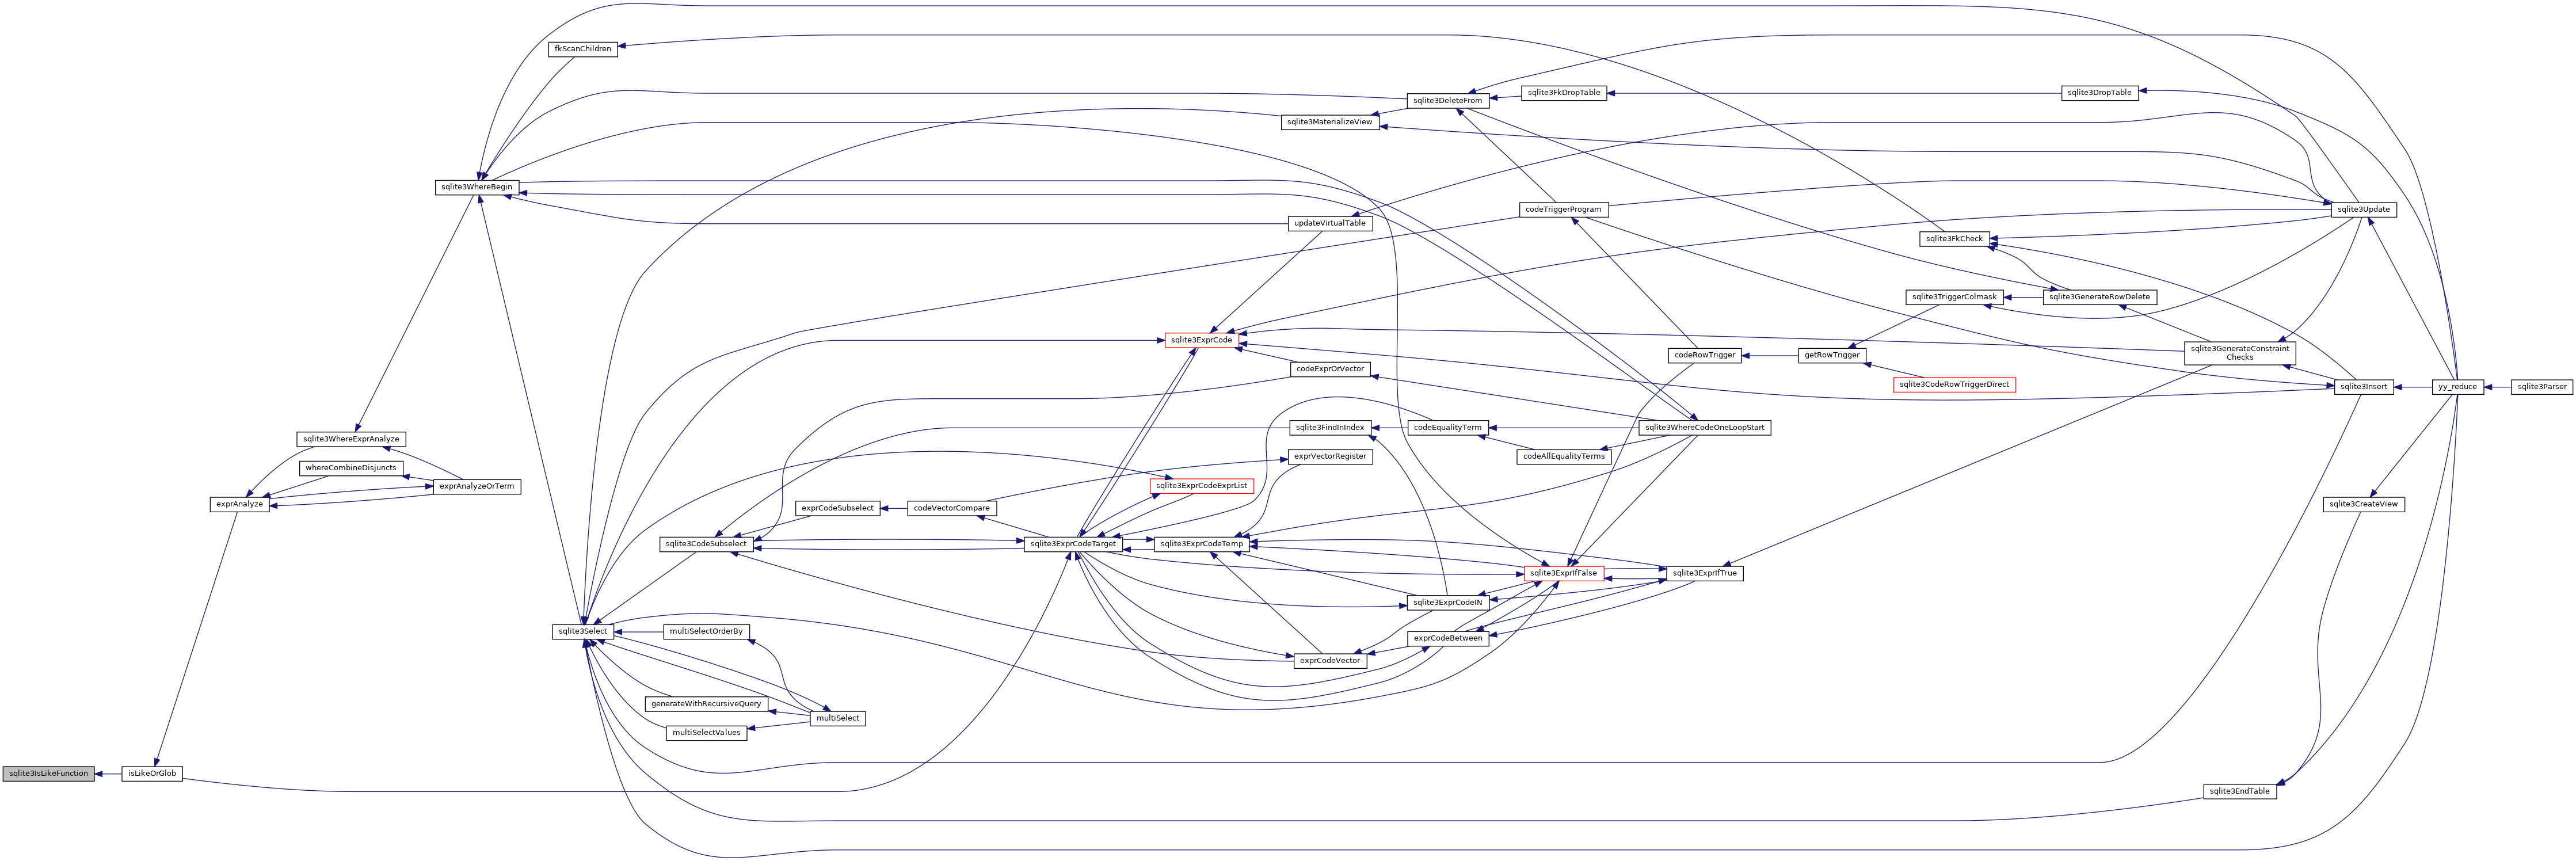 fkScanChildren
sqlite3DeleteFrom
sqlite3FkDropTable
sqlite3DropTable
sqlite3MaterializeView
sqlite3WhereBegin
codeTriggerProgram
sqlite3Update
updateVirtualTable
sqlite3FkCheck
sqlite3TriggerColmask
sqlite3GenerateRowDelete
sqlite3ExprCode
sqlite3GenerateConstraint
Checks
codeRowTrigger
getRowTrigger
codeExprOrVector
sqlite3CodeRowTriggerDirect
sqlite3Insert
yy_reduce
sqlite3Parser
sqlite3FindInIndex
codeEqualityTerm
sqlite3WhereCodeOneLoopStart
sqlite3WhereExprAnalyze
exprVectorRegister
codeAllEqualityTerms
whereCombineDisjuncts
sqlite3ExprCodeExprList
exprAnalyzeOrTerm
exprAnalyze
exprCodeSubselect
codeVectorCompare
sqlite3CreateView
sqlite3CodeSubselect
sqlite3ExprCodeTarget
sqlite3ExprCodeTemp
sqlite3ExprIfFalse
sqlite3ExprIfTrue
sqlite3ExprCodeIN
sqlite3Select
multiSelectOrderBy
exprCodeBetween
exprCodeVector
generateWithRecursiveQuery
multiSelect
multiSelectValues
sqlite3IsLikeFunction
isLikeOrGlob
sqlite3EndTable